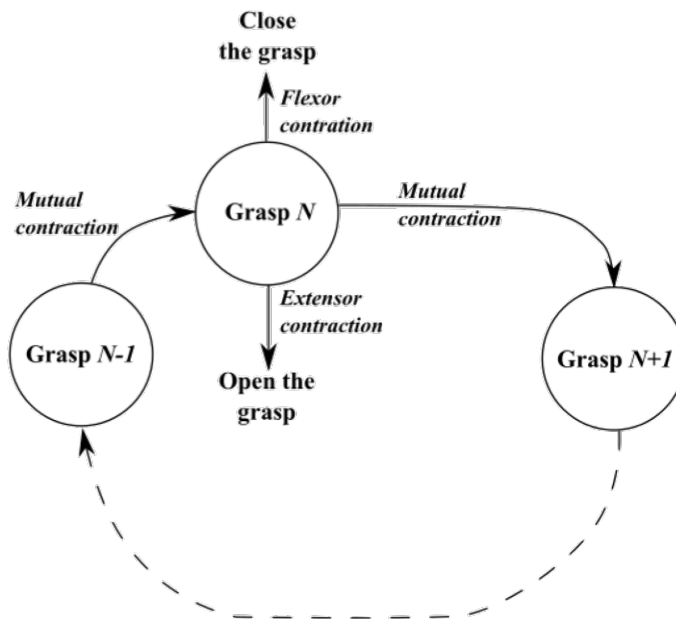 Close
the grasp
Flexor
contration
Mutual
contraction
Grasp N
Mutual
contraction
Extensor
contraction
Grasp N-1
Grasp N+1
Open the
grasp